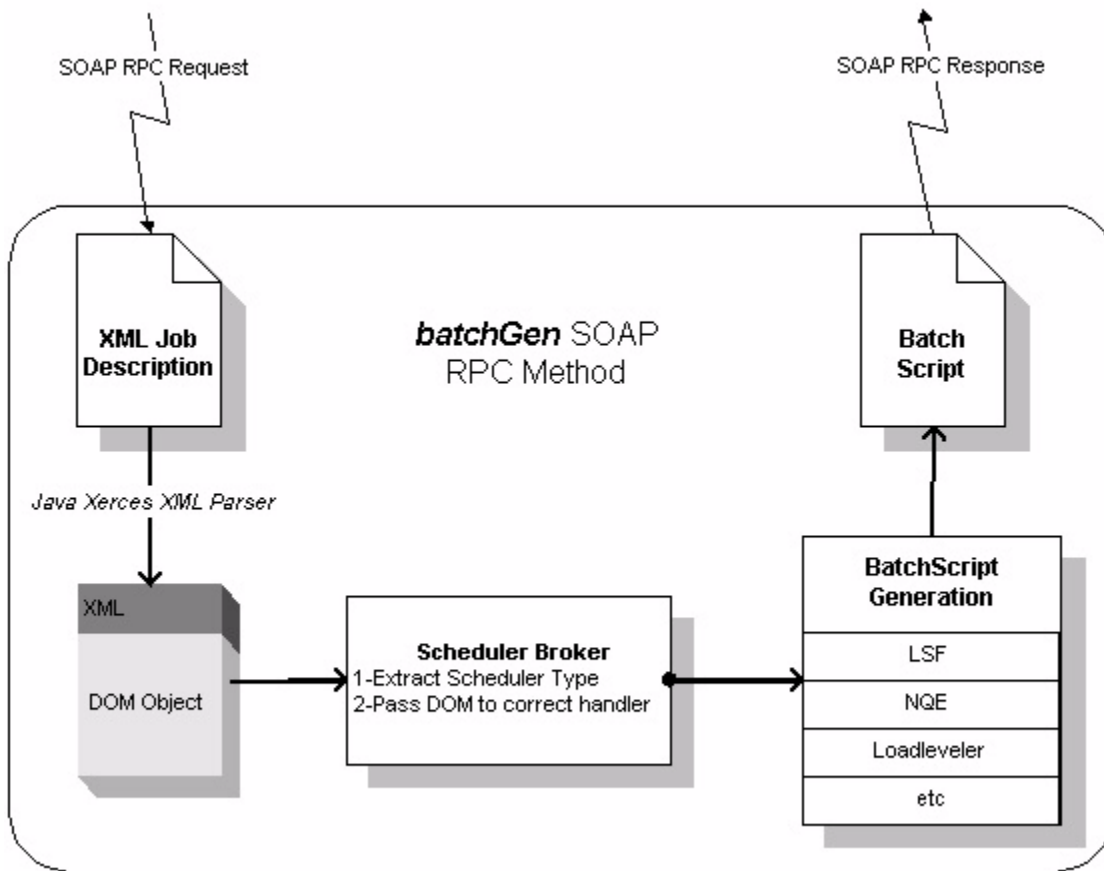 SOAP RPC Request
SOAP RPC Response
XML Job
Description
batchGen SOAP
RPC Method
Batch
Script
Java Xerces XML Parser
XML
DOM Object
Scheduler Broker
1-Extract Scheduler Type
2-Pass DOM to correct handler
BatchScript
Generation
LSF
NQE
Loadleveler
etc